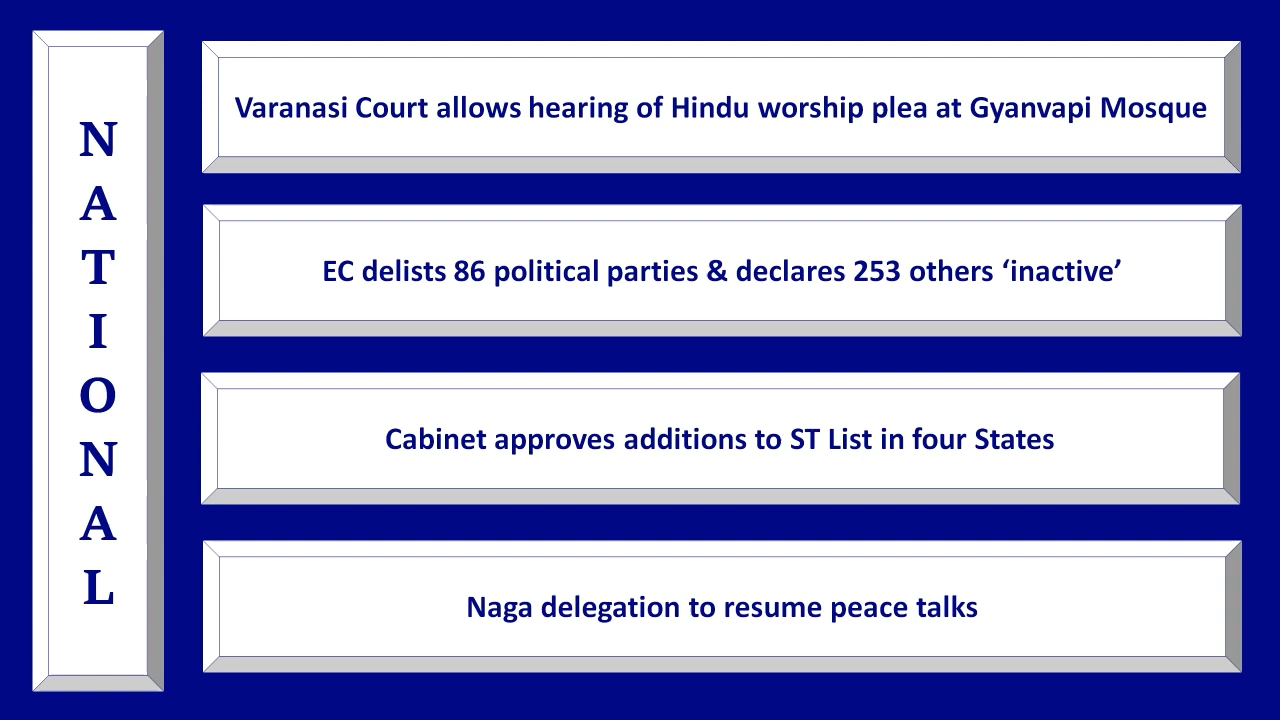 NATIONAL
Varanasi Court allows hearing of Hindu worship plea at Gyanvapi Mosque
EC delists 86 political parties & declares 253 others ‘inactive’
Cabinet approves additions to ST List in four States
Naga delegation to resume peace talks